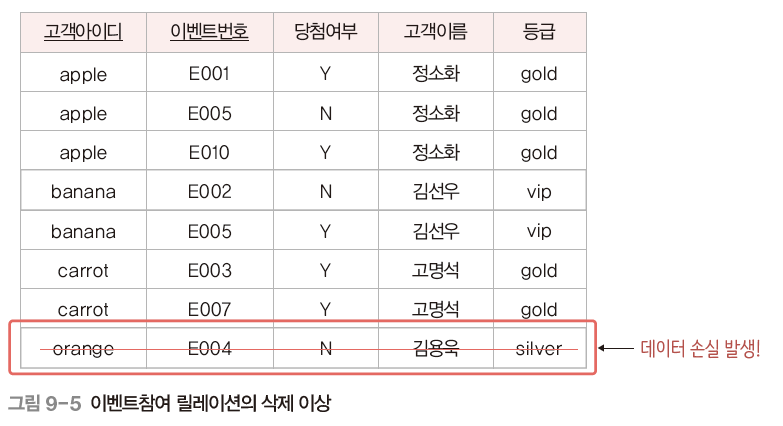 고객아이디 이벤트번호 당첨여부 고객이름 등급
apple E001 Y 정소화 gold
apple E005 N 정소화 gold
apple E010 Y 정소화 gold
banana E002 N 김선우 vip
banana E005 Y 김선우 vip
carrot E003 Y 고명석 gold
carrot E007 Y 고명석 gold
orange E004 N 김용욱 silver
데이터 손실 발생!
그림 9-5 이벤트참여 릴레이션의 삭제 이상